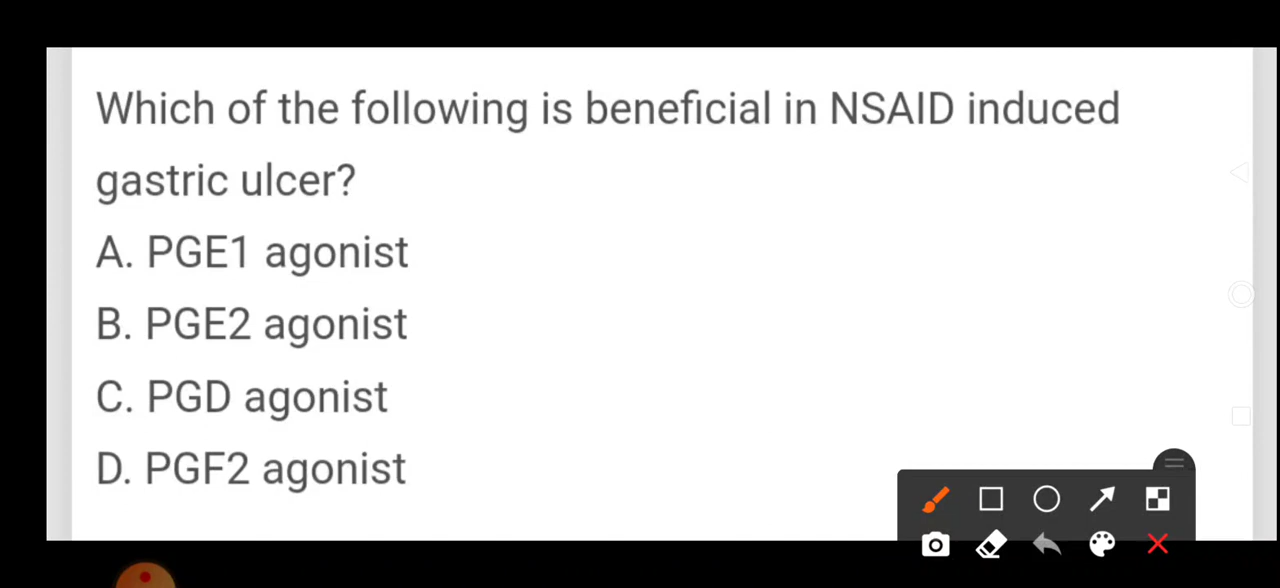 Which of the following is beneficial in NSAID induced
gastric ulcer?
A. PGE1 agonist
B. PGE2 agonist
C. PGD agonist
D. PGF2 agonist